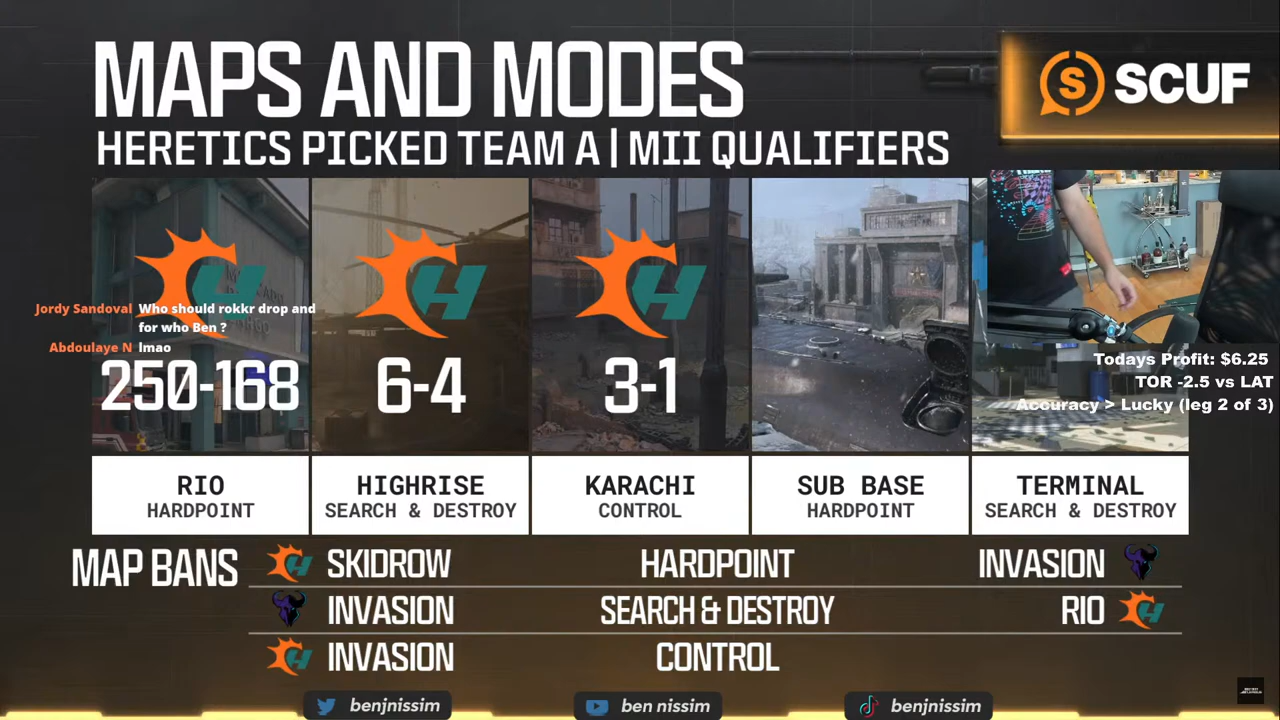 MAPS AND MODES
HERETICS PICKED TEAM A | MII QUALIFIERS
S SCUF
H
H
H
Jordy Sandoval Who should rokkr drop and
for who Ben ?
Abdoulaye N lmao
250-168
6-4
3-1
Todays Profit: $6.25
TOR -2.5 vs LAT
Accuracy > Lucky (leg 2 of 3)
RIO
HARDPOINT
HIGHRISE
SEARCH & DESTROY
KARACHI
CONTROL
SUB BASE
HARDPOINT
TERMINAL
SEARCH & DESTROY
MAP BANS
SKIDROW HARDPOINT INVASION
INVASION SEARCH & DESTROY RIO
INVASION CONTROL
benjnissim
ben nissim
benjnissim